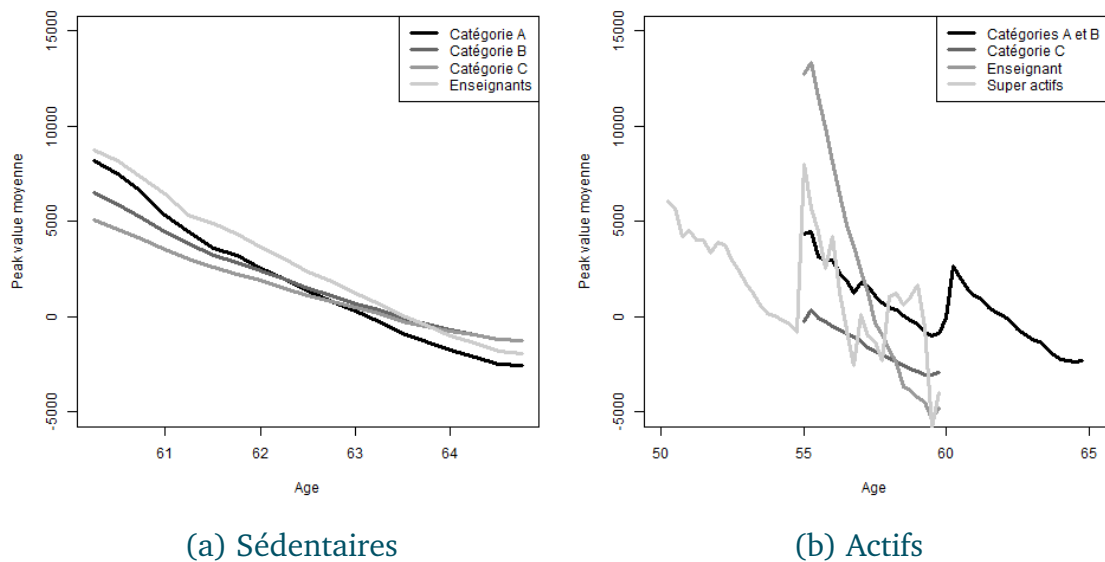 Catégorie A
Catégorie B
Catégorie C
Enseignants
Peak value moyenne
15000
10000
5000
0
-5000
61
62
63
64
Age
(a) Sédentaires
Catégories A et B
Catégorie C
Enseignant
Super actifs
Peak value moyenne
15000
10000
5000
0
-5000
50
55
60
65
Age
(b) Actifs